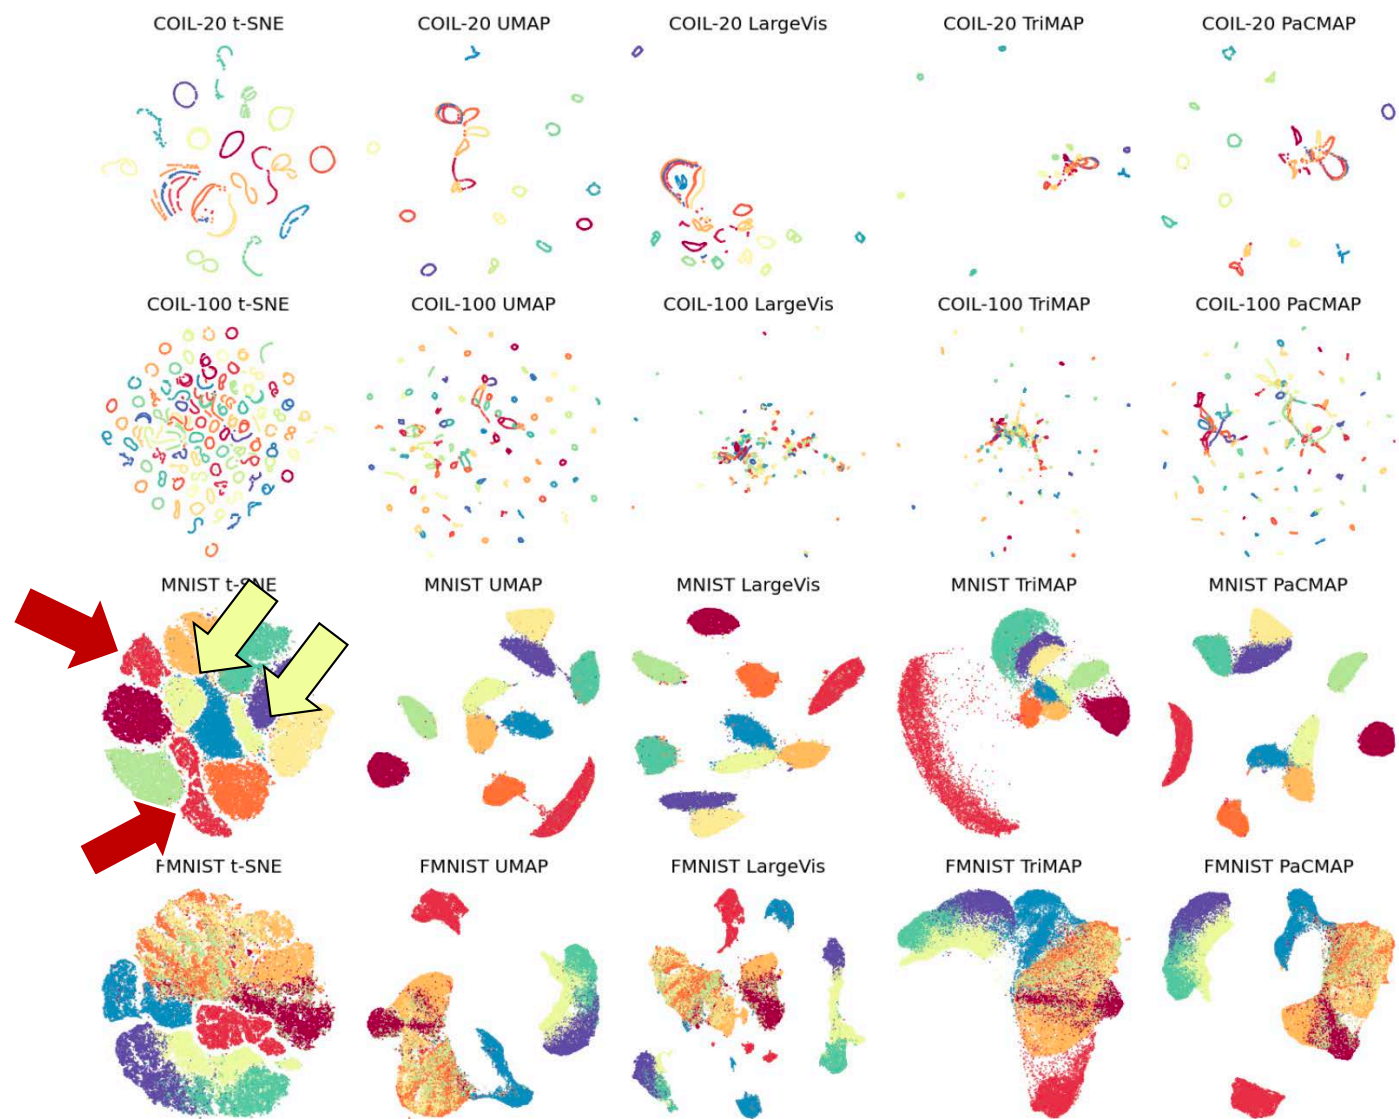 COIL-20 t-SNE COIL-20 UMAP COIL-20 LargeVis COIL-20 TriMAP COIL-20 PaCMAP
COIL-100 t-SNE COIL-100 UMAP COIL-100 LargeVis COIL-100 TriMAP COIL-100 PaCMAP
MNIST t-SNE MNIST UMAP MNIST LargeVis MNIST TriMAP MNIST PaCMAP
FMNIST t-SNE FMNIST UMAP FMNIST LargeVis FMNIST TriMAP FMNIST PaCMAP